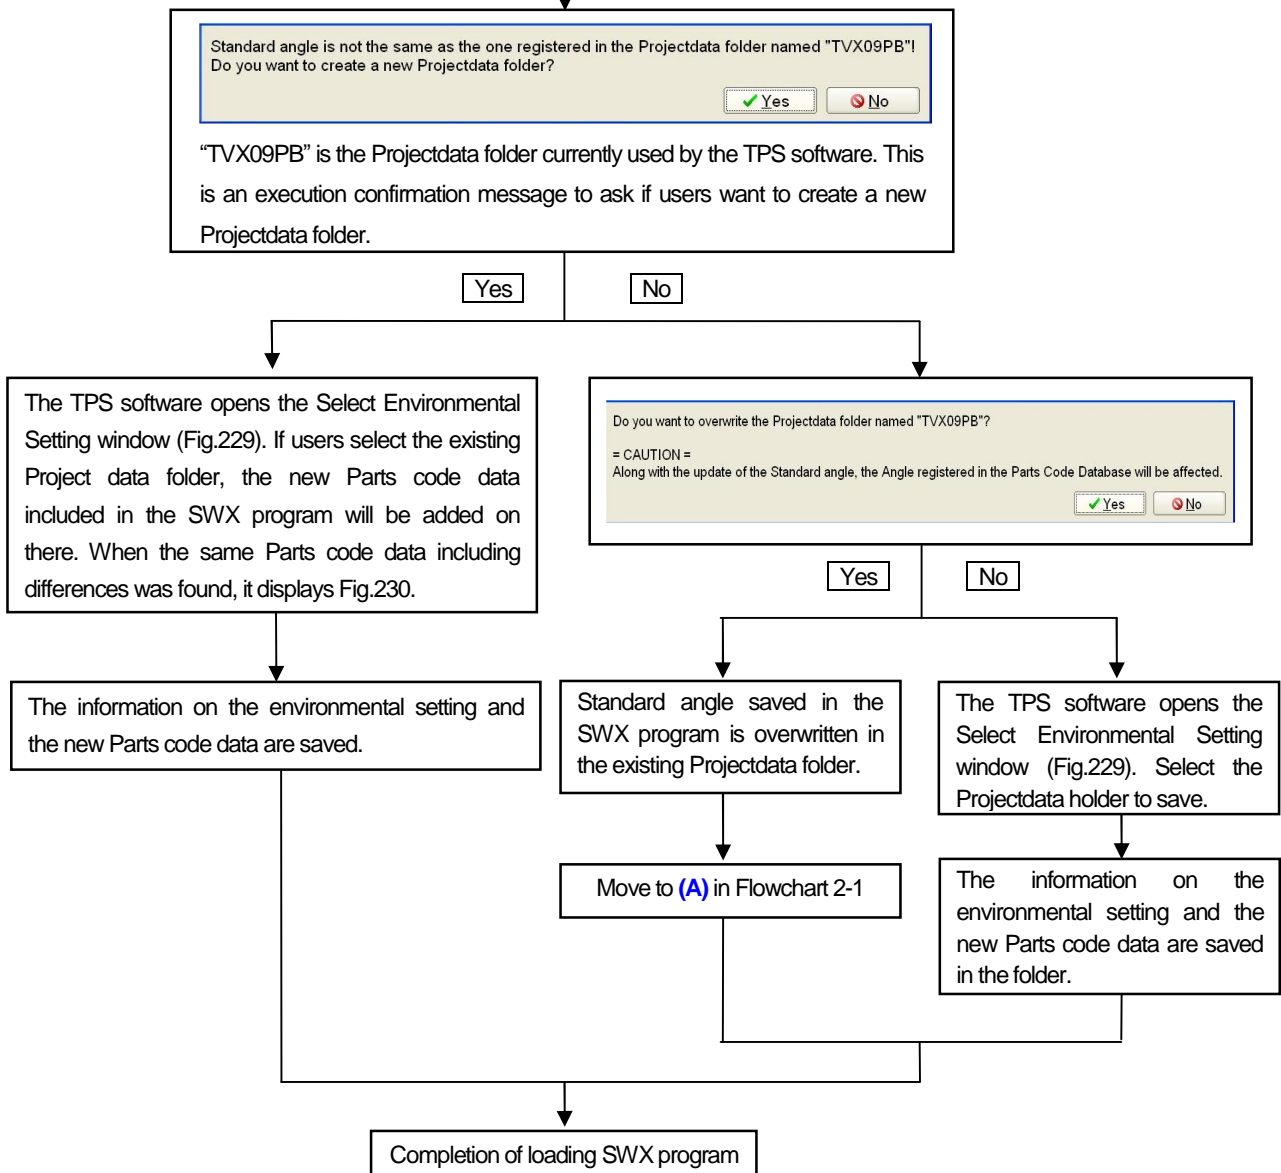 Standard angle is not the same as the one registered in the Projectdata folder named "TVX09PB"!
Do you want to create a new Projectdata folder?
Yes
No
“TVX09PB” is the Projectdata folder currently used by the TPS software. This
is an execution confirmation message to ask if users want to create a new
Projectdata folder.
Yes
No
The TPS software opens the Select Environmental
Setting window (Fig.229). If users select the existing
Project data folder, the new Parts code data
included in the SWX program will be added on
there. When the same Parts code data including
differences was found, it displays Fig.230.
Do you want to overwrite the Projectdata folder named "TVX09PB"?
= CAUTION =
Along with the update of the Standard angle, the Angle registered in the Parts Code Database will be affected.
Yes
No
Yes
No
The information on the environmental setting and
the new Parts code data are saved.
Standard angle saved in the
SWX program is overwritten in
the existing Projectdata folder.
The TPS software opens the
Select Environmental Setting
window (Fig.229). Select the
Projectdata holder to save.
Move to (A) in Flowchart 2-1
The information on the
environmental setting and the
new Parts code data are saved
in the folder.
Completion of loading SWX program